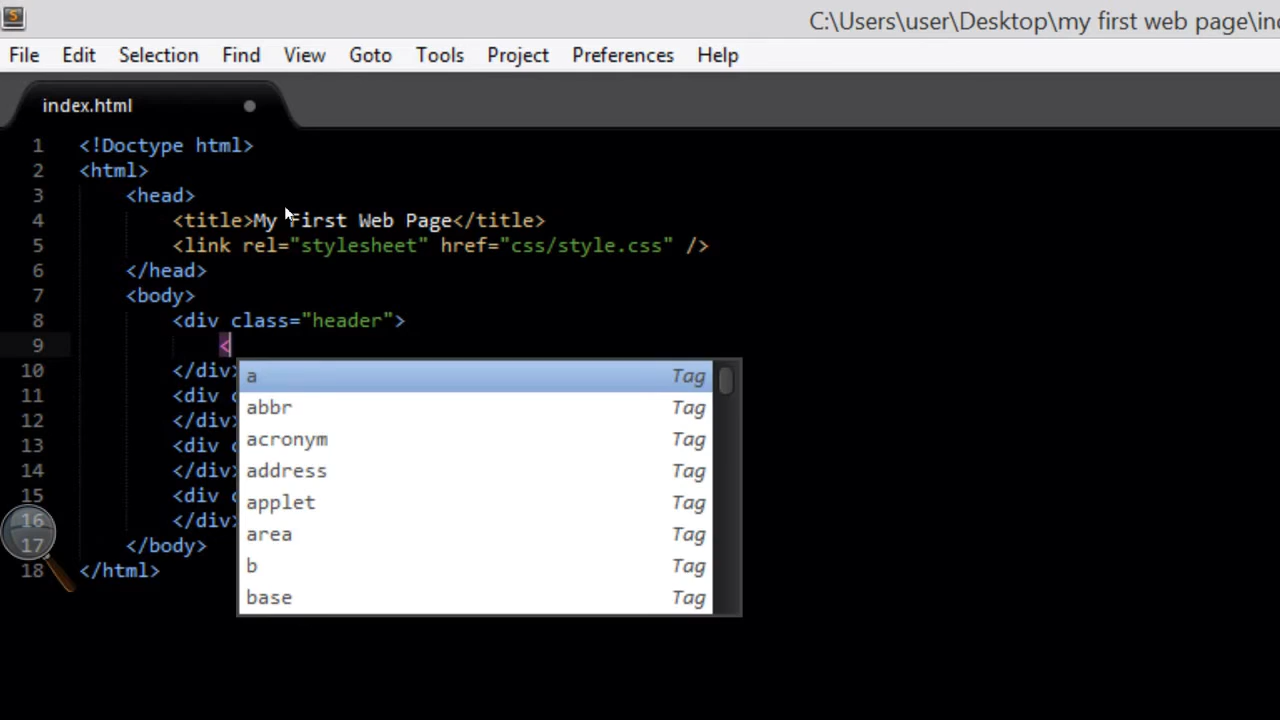 C:\Users\user\Desktop\my first web page\inc
File Edit Selection Find View Goto Tools Project Preferences Help
index.html
1 <!Doctype html>
2 <html>
3 <head>
4 <title>My First Web Page</title>
5 <link rel="stylesheet" href="css/style.css" />
6 </head>
7 <body>
8 <div class="header">
9 <
10 </div>
a Tag
11 <div c
abbr Tag
12 </div>
acronym Tag
13 <div c
14 </div>
address Tag
15 <div c
applet Tag
16 </div>
area Tag
17 </body>
b Tag
18 </html>
base Tag